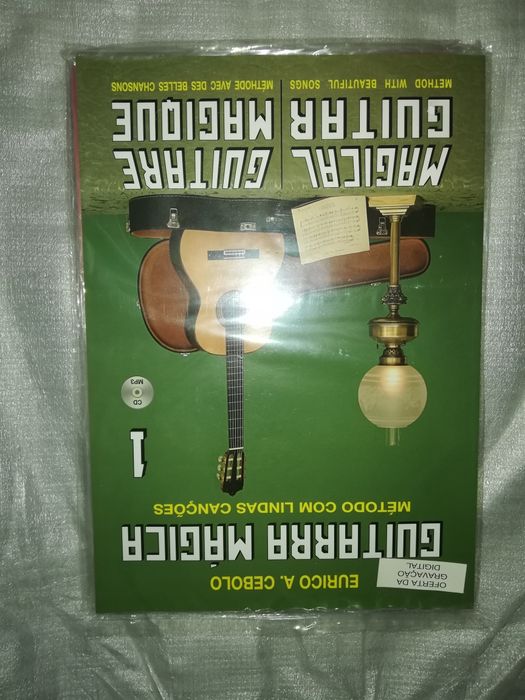 EURICO A. CEBOLO
OFERTA DA
GRAVAÇÃO
DIGITAL
GUITARRA MÁGICA
MÉTODO COM LINDAS CANÇÕES
1
CD
MP3
MAGICAL
GUITAR
METHOD WITH BEAUTIFUL SONGS
GUITARE
MAGIQUE
MÉTHODE AVEC DES BELLES CHANSONS